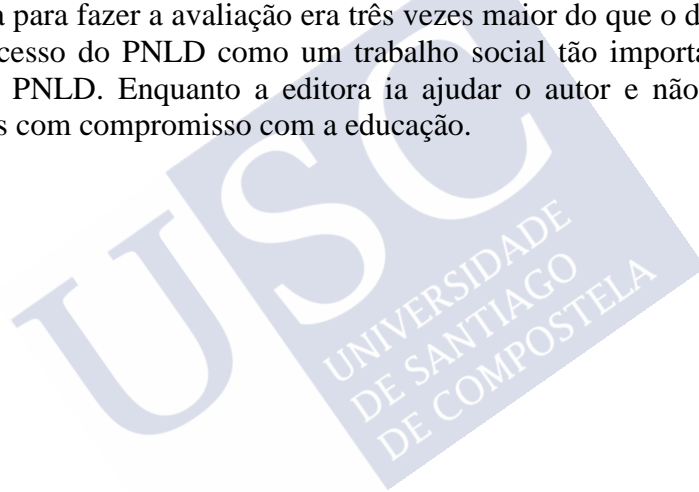 para fazer a avaliação era três vezes maior do que o d
cesso do PNLD como um trabalho social tão importa
PNLD. Enquanto a editora ia ajudar o autor e não
s com compromisso com a educação.
USC
UNIVERSIDADE
DE SANTIAGO
DE COMPOSTELA